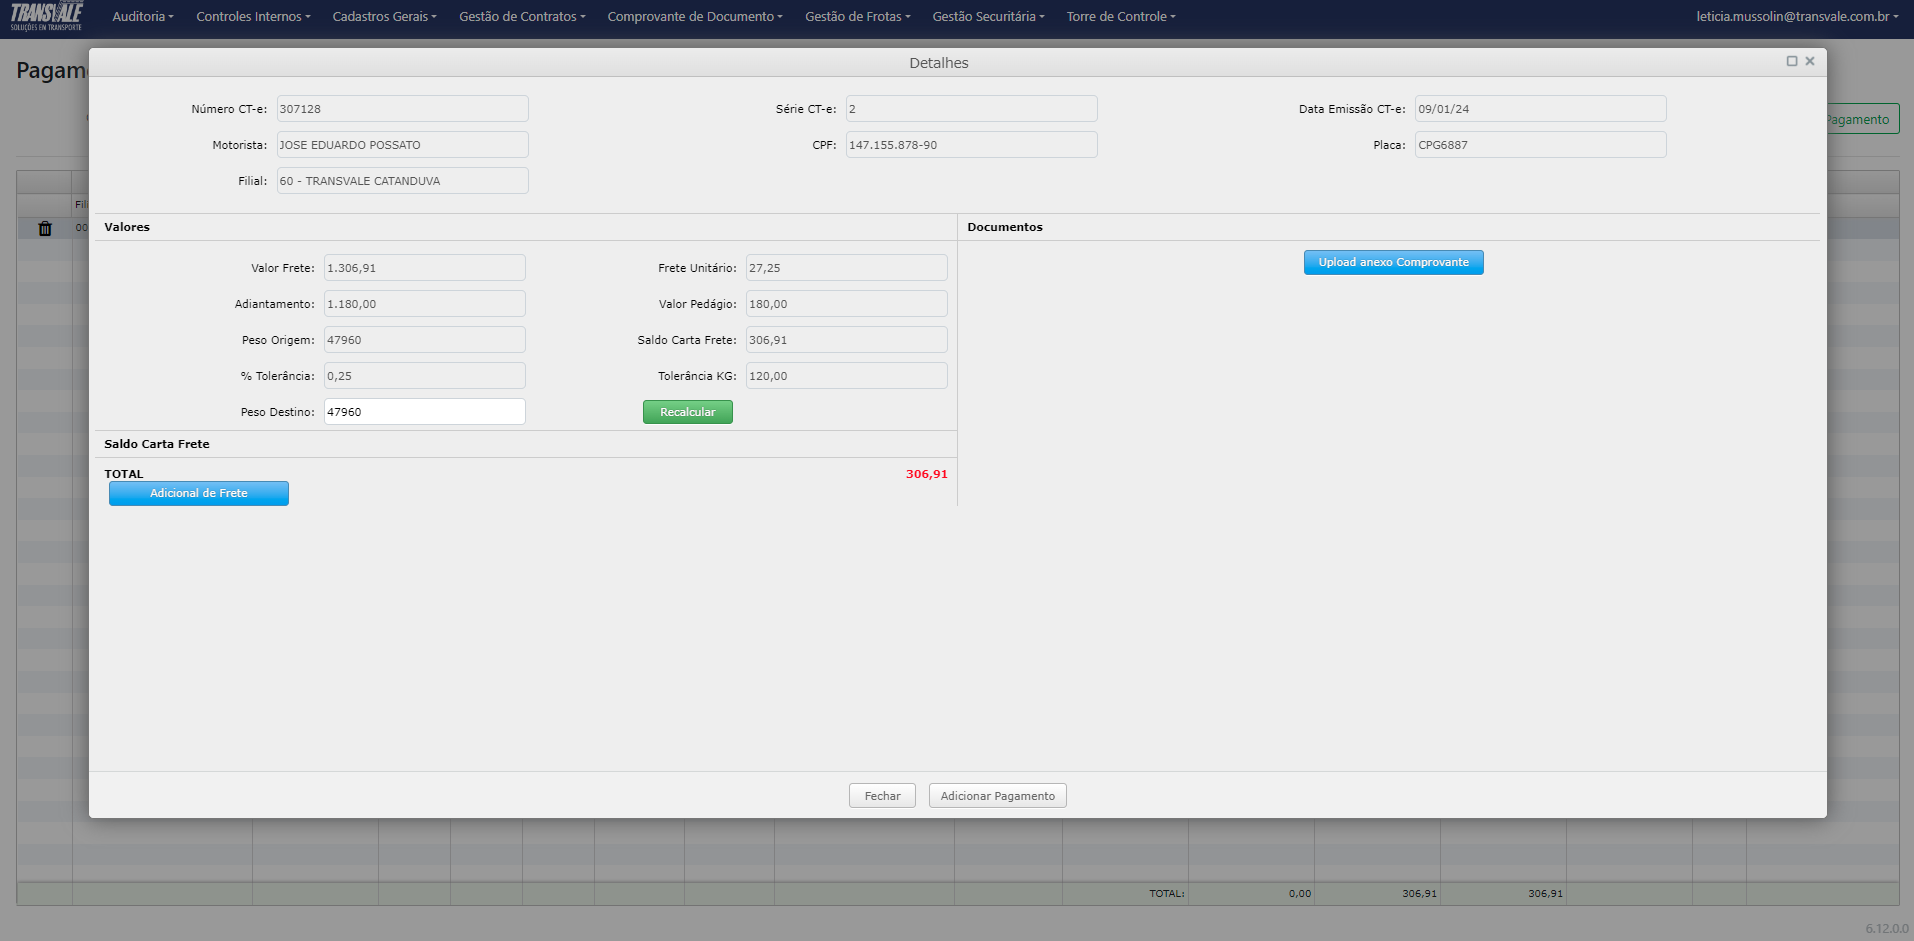 TRANSVALE Auditoria Controles Internos Cadastros Gerais Gestão de Contratos Comprovante de Documento Gestão de Frotas Gestão Securitária Torre de Controle leticia.mussolin@transvale.com.br
SOLUÇÕES EM TRANSPORTE
Detalhes
Pagam
Número CT-e: 307128 Série CT-e: 2 Data Emissão CT-e: 09/01/24
Pagamento
Motorista: JOSE EDUARDO POSSATO CPF: 147.155.878-90 Placa: CPG6887
Filial: 60 - TRANSVALE CATANDUVA
Fili
00
Valores Documentos
Upload anexo Comprovante
Valor Frete: 1.306,91 Frete Unitário: 27,25
Adiantamento: 1.180,00 Valor Pedágio: 180,00
Peso Origem: 47960 Saldo Carta Frete: 306,91
% Tolerância: 0,25 Tolerância KG: 120,00
Peso Destino: 47960 Recalcular
Saldo Carta Frete
TOTAL 306,91
Adicional de Frete
Fechar Adicionar Pagamento
TOTAL: 0,00 306,91 306,91
6.12.0.0